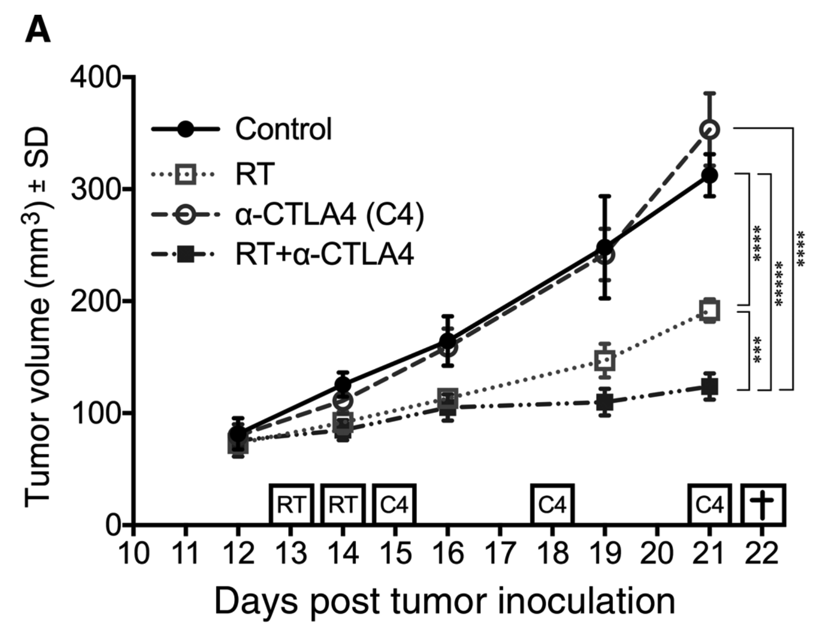 A
400
300
200
100
0
Tumor volume (mm³) ± SD
Control
RT
α-CTLA4 (C4)
RT+α-CTLA4
****
*****
****
***
RT RT C4 C4 C4 ✝
10 11 12 13 14 15 16 17 18 19 20 21 22
Days post tumor inoculation